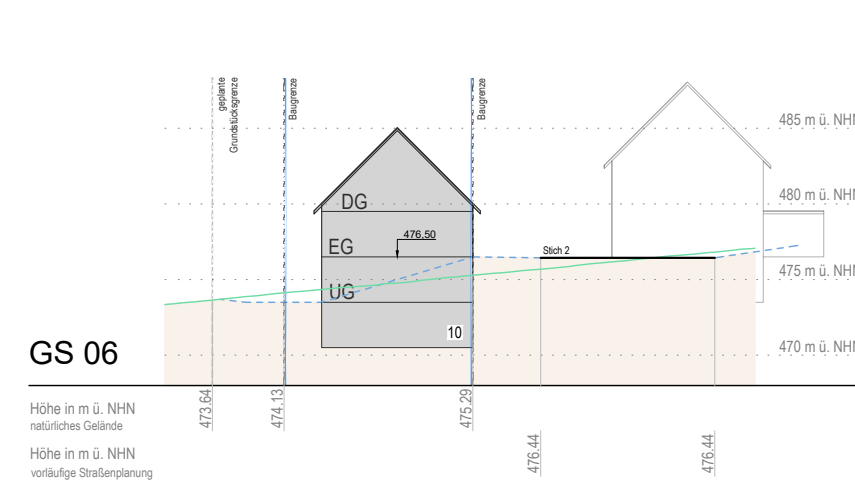 geplante
Grundstücksgrenze
Baugrenze
Baugrenze
485 m ü. NHN
480 m ü. NHN
475 m ü. NHN
470 m ü. NHN
DG
EG
476,50
UG
10
Stich 2
GS 06
Höhe in m ü. NHN
natürliches Gelände
473.64
474.13
475.29
Höhe in m ü. NHN
vorläufige Straßenplanung
476.44
476.44